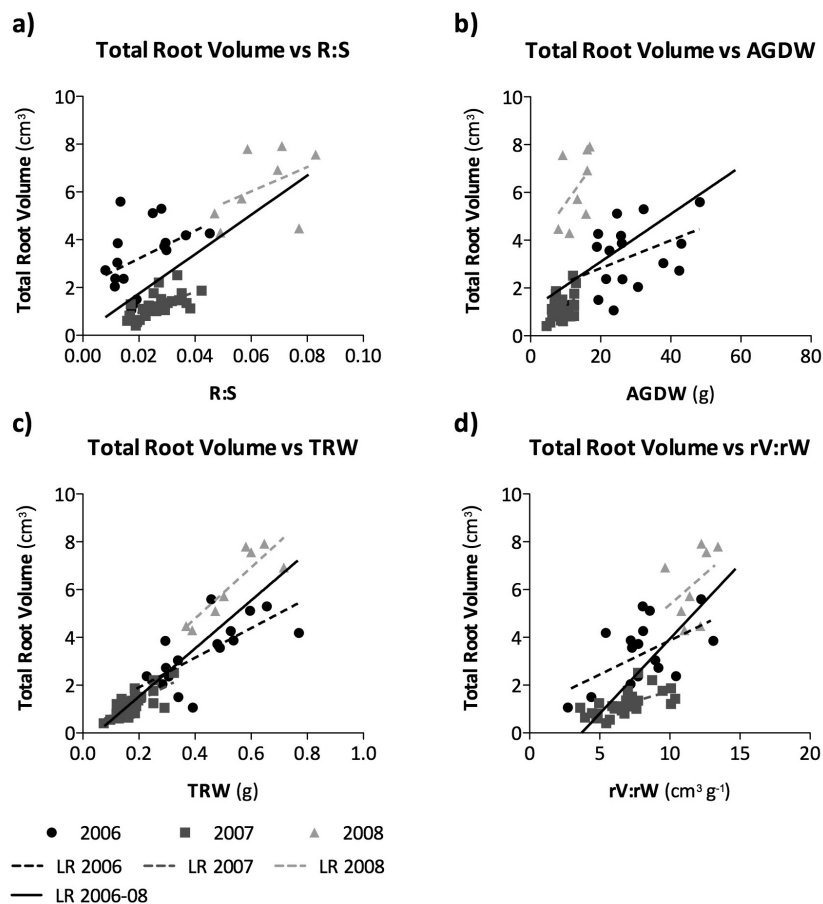 a)
Total Root Volume vs R:S
Total Root Volume (cm³)
10
8
6
4
2
0
0.00 0.02 0.04 0.06 0.08 0.10
R:S
b)
Total Root Volume vs AGDW
Total Root Volume (cm³)
10
8
6
4
2
0
0 20 40 60 80
AGDW (g)
c)
Total Root Volume vs TRW
Total Root Volume (cm³)
10
8
6
4
2
0
0.0 0.2 0.4 0.6 0.8 1.0
TRW (g)
d)
Total Root Volume vs rV:rW
Total Root Volume (cm³)
10
8
6
4
2
0
0 5 10 15 20
rV:rW (cm³ g⁻¹)
2006 2007 2008
LR 2006 LR 2007 LR 2008
LR 2006-08